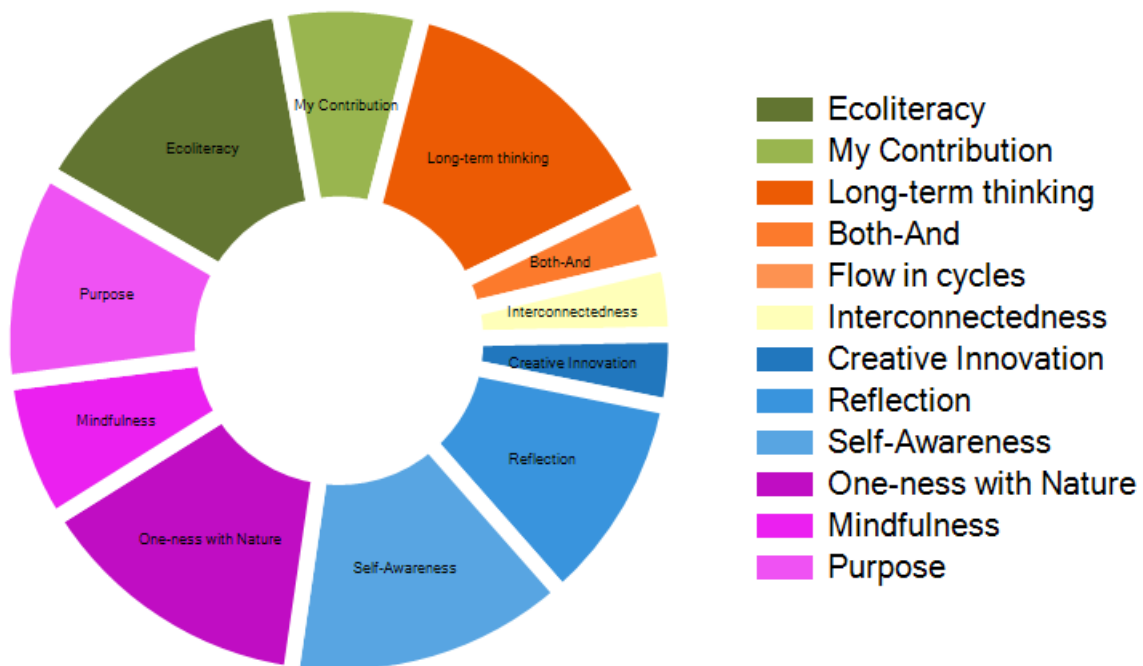 My Contribution
Ecoliteracy
Long-term thinking
Both-And
Purpose
Interconnectedness
Creative Innovation
Mindfulness
Reflection
One-ness with Nature
Self-Awareness
Ecoliteracy
My Contribution
Long-term thinking
Both-And
Flow in cycles
Interconnectedness
Creative Innovation
Reflection
Self-Awareness
One-ness with Nature
Mindfulness
Purpose